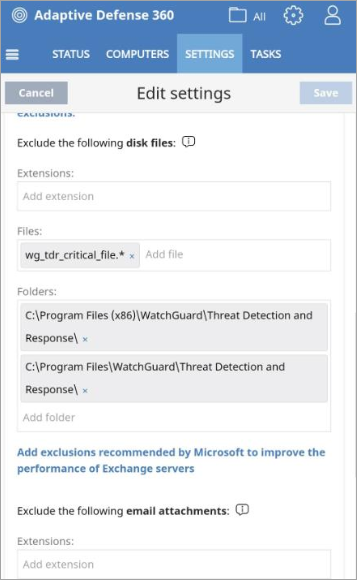 Adaptive Defense 360
All
STATUS COMPUTERS SETTINGS TASKS
Cancel Edit settings Save
exclusions.
Exclude the following disk files:
Extensions:
Add extension
Files:
wg_tdr_critical_file.* × Add file
Folders:
C:\Program Files (x86)\WatchGuard\Threat Detection and
Response\ ×
C:\Program Files\WatchGuard\Threat Detection and
Response\ ×
Add folder
Add exclusions recommended by Microsoft to improve the
performance of Exchange servers
Exclude the following email attachments:
Extensions:
Add extension